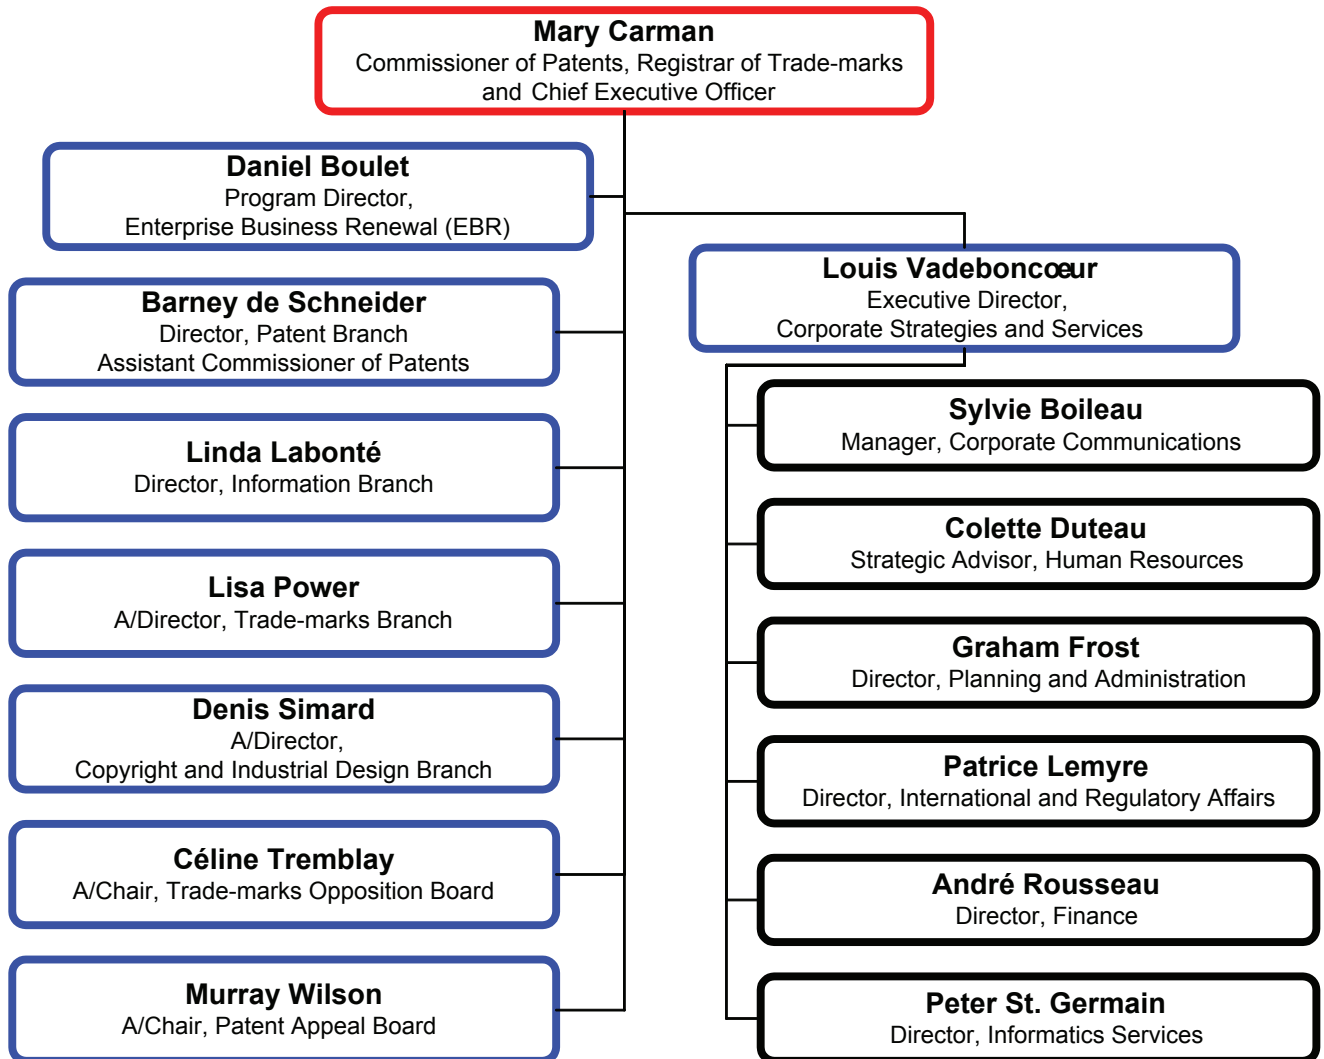 Mary Carman
Commissioner of Patents, Registrar of Trade-marks
and Chief Executive Officer
Daniel Boulet
Program Director,
Enterprise Business Renewal (EBR)
Barney de Schneider
Director, Patent Branch
Assistant Commissioner of Patents
Linda Labonté
Director, Information Branch
Lisa Power
A/Director, Trade-marks Branch
Denis Simard
A/Director,
Copyright and Industrial Design Branch
Céline Tremblay
A/Chair, Trade-marks Opposition Board
Murray Wilson
A/Chair, Patent Appeal Board
Louis Vadeboncœur
Executive Director,
Corporate Strategies and Services
Sylvie Boileau
Manager, Corporate Communications
Colette Duteau
Strategic Advisor, Human Resources
Graham Frost
Director, Planning and Administration
Patrice Lemyre
Director, International and Regulatory Affairs
André Rousseau
Director, Finance
Peter St. Germain
Director, Informatics Services